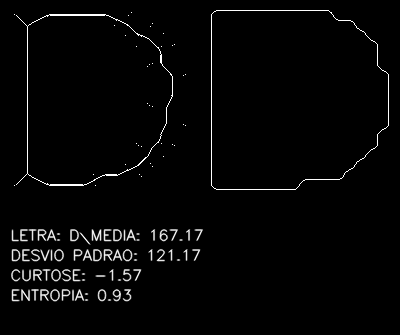 LETRA: D\MEDIA: 167.17
DESVIO PADRAO: 121.17
CURTOSE: -1.57
ENTROPIA: 0.93